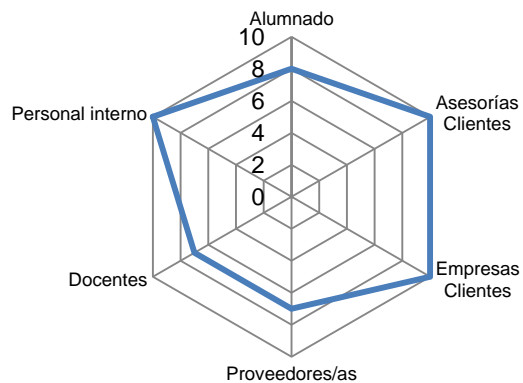 Alumnado
10
8
6
4
2
0
Asesorías
Clientes
Empresas
Clientes
Proveedores/as
Docentes
Personal interno